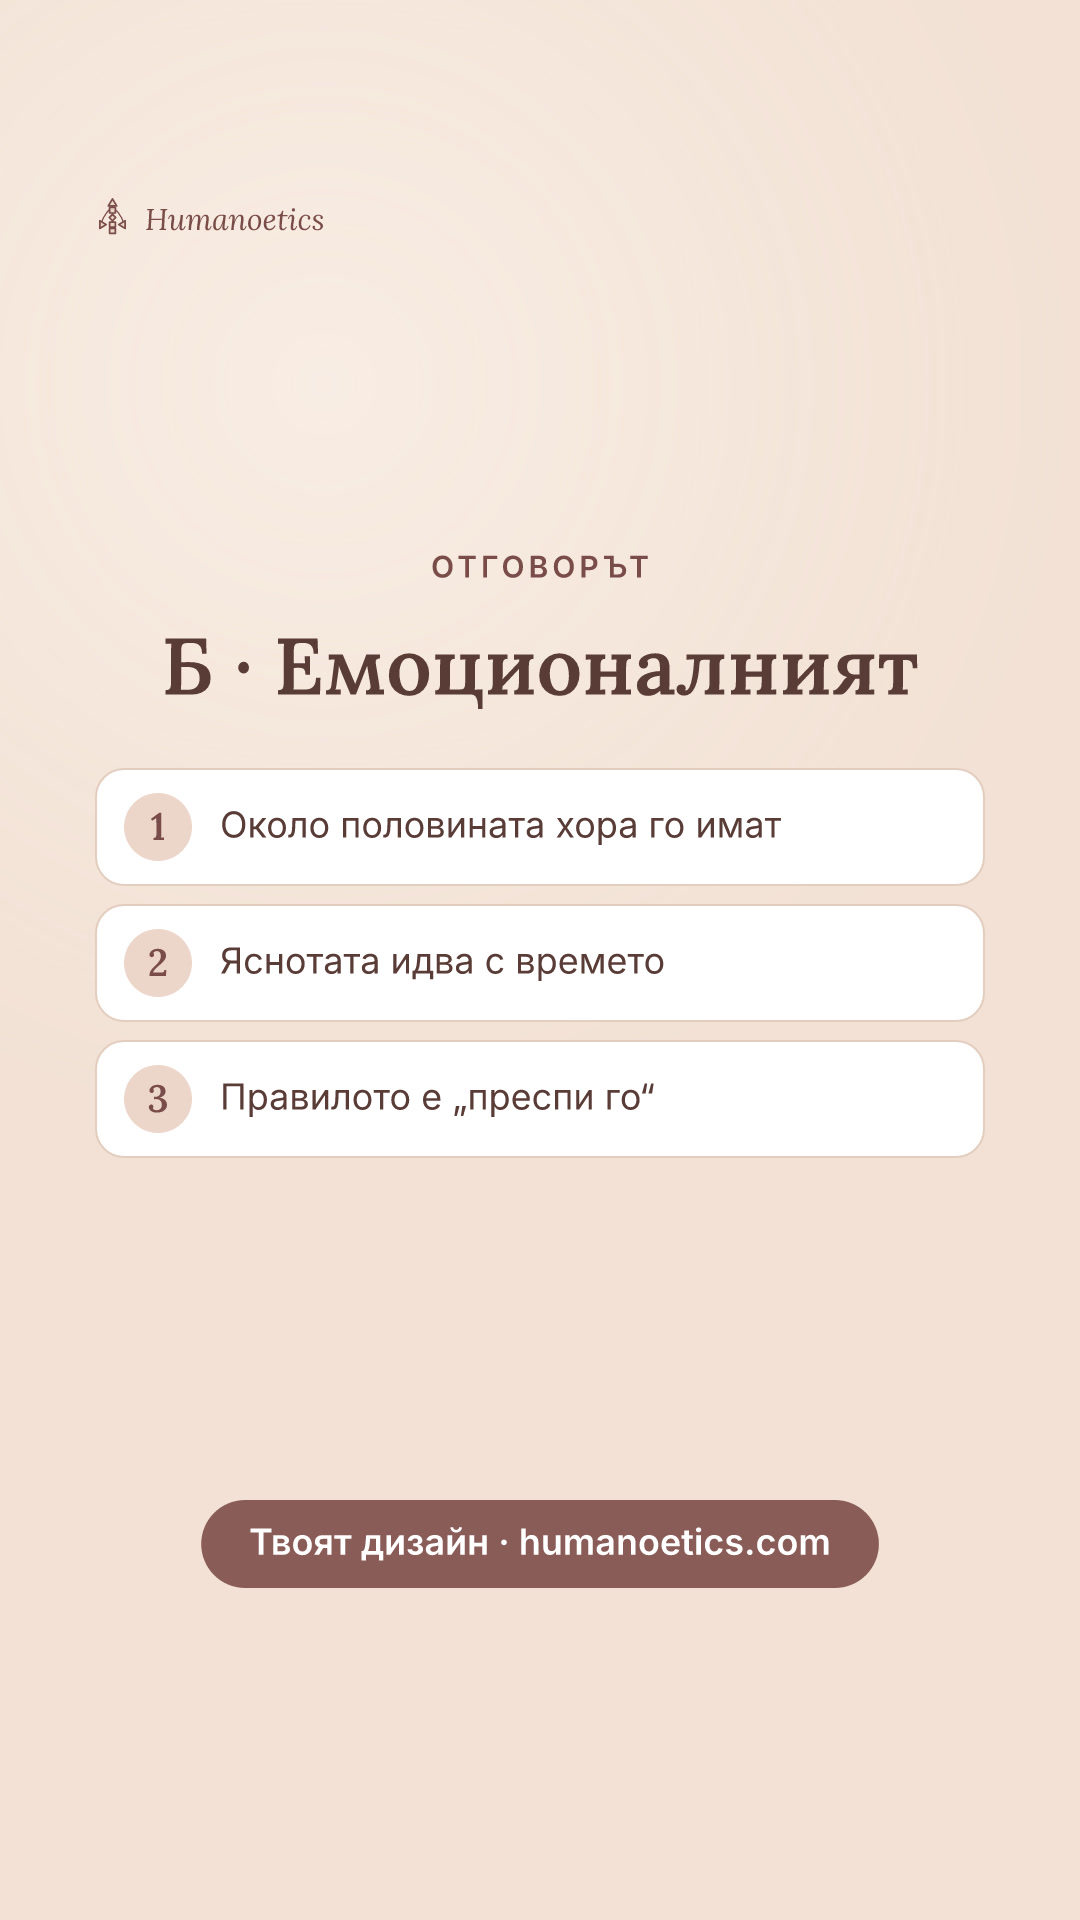 Humanoetics
ОТГОВОРЪТ
Б · Емоционалният
1 Около половината хора го имат
2 Яснотата идва с времето
3 Правилото е „преспи го“
Твоят дизайн · humanoetics.com